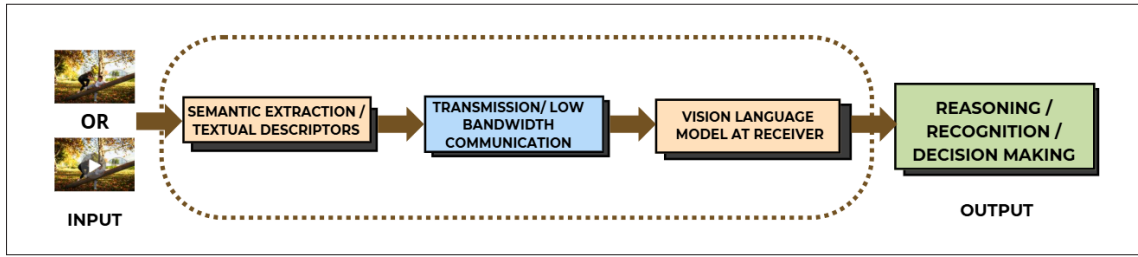 OR
INPUT
SEMANTIC EXTRACTION /
TEXTUAL DESCRIPTORS
TRANSMISSION/ LOW
BANDWIDTH
COMMUNICATION
VISION LANGUAGE
MODEL AT RECEIVER
REASONING /
RECOGNITION /
DECISION MAKING
OUTPUT